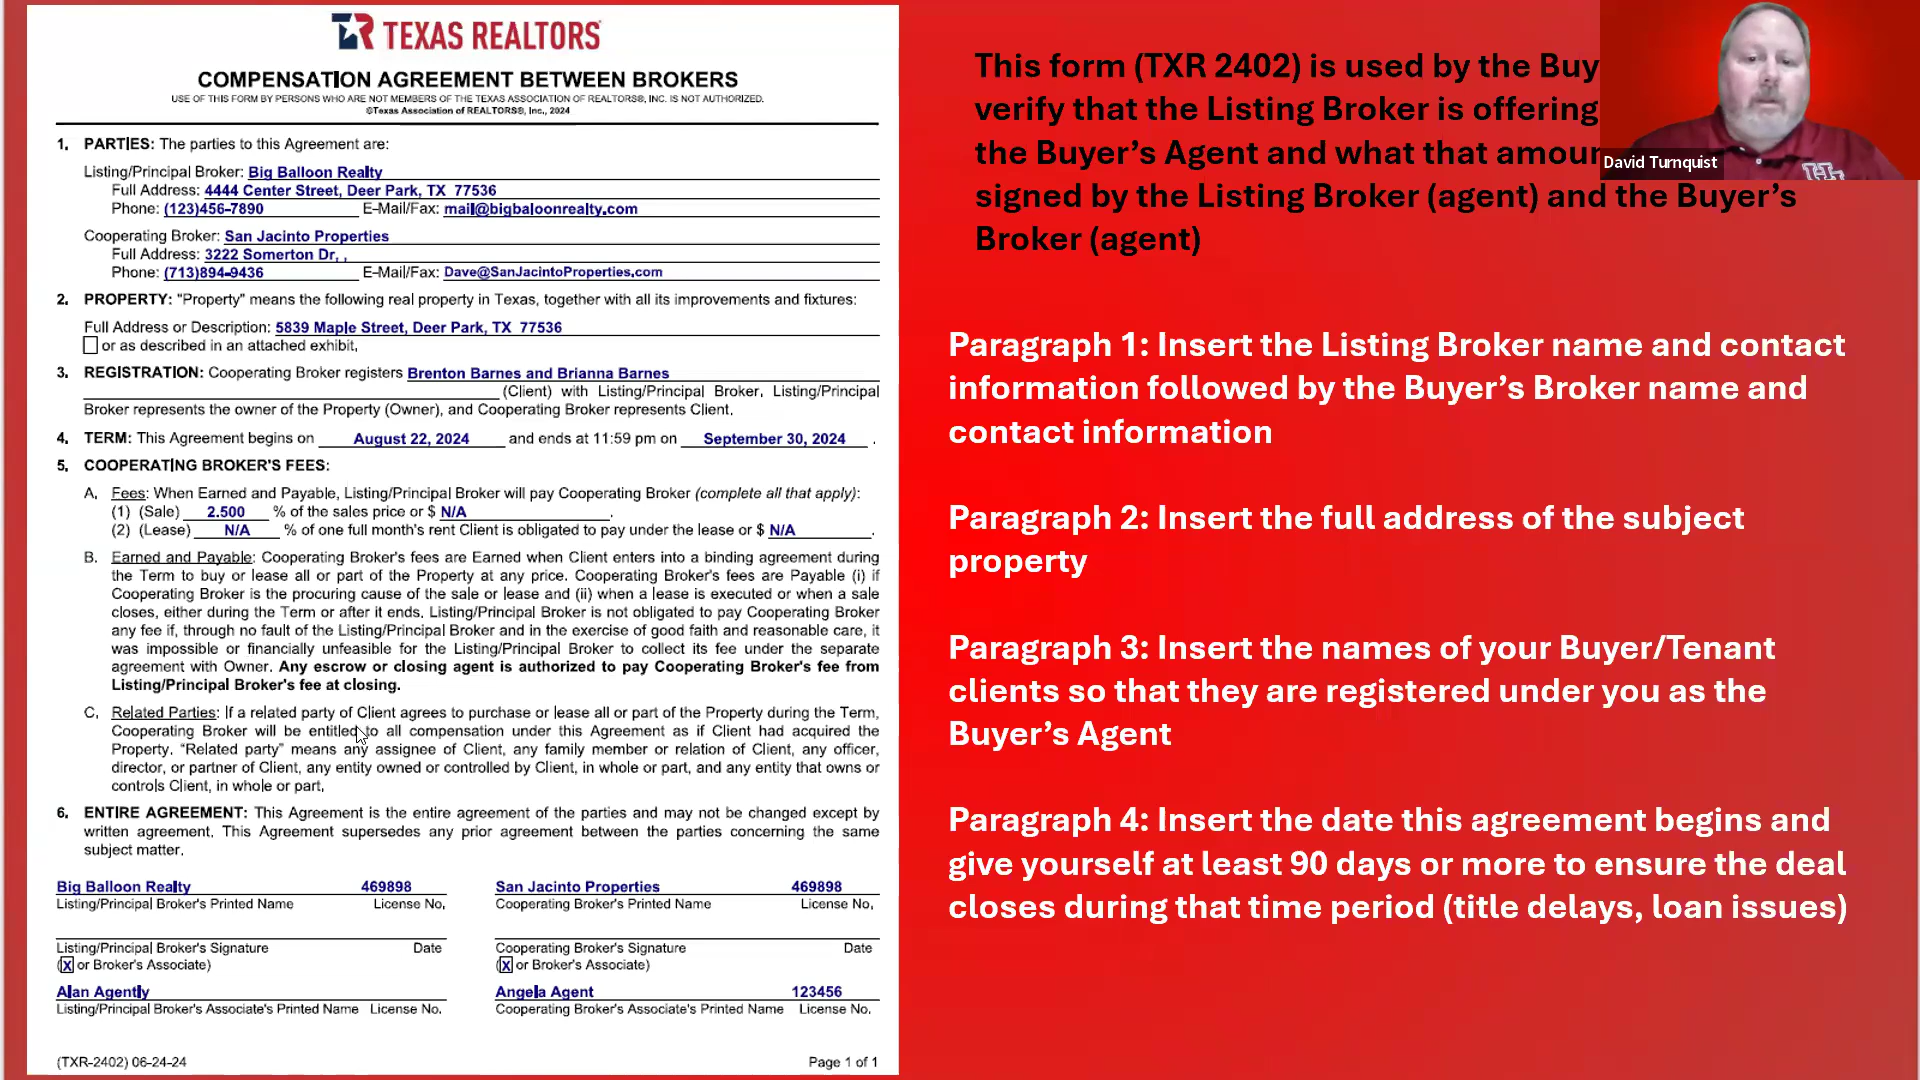 TEXAS REALTORS
COMPENSATION AGREEMENT BETWEEN BROKERS
USE OF THIS FORM BY PERSONS WHO ARE NOT MEMBERS OF THE TEXAS ASSOCIATION OF REALTORS®, INC. IS NOT AUTHORIZED.
©Texas Association of REALTORS®, Inc., 2024
1. PARTIES: The parties to this Agreement are:
Listing/Principal Broker: Big Balloon Realty
Full Address: 4444 Center Street, Deer Park, TX 77536
Phone: (123)456-7890 E-Mail/Fax: mail@bigbaloonrealty.com
Cooperating Broker: San Jacinto Properties
Full Address: 3222 Somerton Dr, ,
Phone: (713)894-9436 E-Mail/Fax: Dave@SanJacintoProperties.com
2. PROPERTY: "Property" means the following real property in Texas, together with all its improvements and fixtures:
Full Address or Description: 5839 Maple Street, Deer Park, TX 77536
or as described in an attached exhibit.
3. REGISTRATION: Cooperating Broker registers Brenton Barnes and Brianna Barnes
(Client) with Listing/Principal Broker. Listing/Principal
Broker represents the owner of the Property (Owner), and Cooperating Broker represents Client.
4. TERM: This Agreement begins on August 22, 2024 and ends at 11:59 pm on September 30, 2024 .
5. COOPERATING BROKER'S FEES:
A. Fees: When Earned and Payable, Listing/Principal Broker will pay Cooperating Broker (complete all that apply):
(1) (Sale) 2.500 % of the sales price or $ N/A .
(2) (Lease) N/A % of one full month's rent Client is obligated to pay under the lease or $ N/A .
B. Earned and Payable: Cooperating Broker's fees are Earned when Client enters into a binding agreement during
the Term to buy or lease all or part of the Property at any price. Cooperating Broker's fees are Payable (i) if
Cooperating Broker is the procuring cause of the sale or lease and (ii) when a lease is executed or when a sale
closes, either during the Term or after it ends. Listing/Principal Broker is not obligated to pay Cooperating Broker
any fee if, through no fault of the Listing/Principal Broker and in the exercise of good faith and reasonable care, it
was impossible or financially unfeasible for the Listing/Principal Broker to collect its fee under the separate
agreement with Owner. Any escrow or closing agent is authorized to pay Cooperating Broker's fee from
Listing/Principal Broker's fee at closing.
C. Related Parties: If a related party of Client agrees to purchase or lease all or part of the Property during the Term,
Cooperating Broker will be entitled to all compensation under this Agreement as if Client had acquired the
Property. "Related party" means any assignee of Client, any family member or relation of Client, any officer,
director, or partner of Client, any entity owned or controlled by Client, in whole or part, and any entity that owns or
controls Client, in whole or part.
6. ENTIRE AGREEMENT: This Agreement is the entire agreement of the parties and may not be changed except by
written agreement. This Agreement supersedes any prior agreement between the parties concerning the same
subject matter.
Big Balloon Realty 469898 San Jacinto Properties 469898
Listing/Principal Broker's Printed Name License No. Cooperating Broker's Printed Name License No.
Listing/Principal Broker's Signature Date Cooperating Broker's Signature Date
(X or Broker's Associate) (X or Broker's Associate)
Alan Agently Angela Agent 123456
Listing/Principal Broker's Associate's Printed Name License No. Cooperating Broker's Associate's Printed Name License No.
(TXR-2402) 06-24-24 Page 1 of 1
This form (TXR 2402) is used by the Buy
verify that the Listing Broker is offering
the Buyer's Agent and what that amour
signed by the Listing Broker (agent) and the Buyer's
Broker (agent)
David Turnquist
Paragraph 1: Insert the Listing Broker name and contact
information followed by the Buyer's Broker name and
contact information
Paragraph 2: Insert the full address of the subject
property
Paragraph 3: Insert the names of your Buyer/Tenant
clients so that they are registered under you as the
Buyer's Agent
Paragraph 4: Insert the date this agreement begins and
give yourself at least 90 days or more to ensure the deal
closes during that time period (title delays, loan issues)